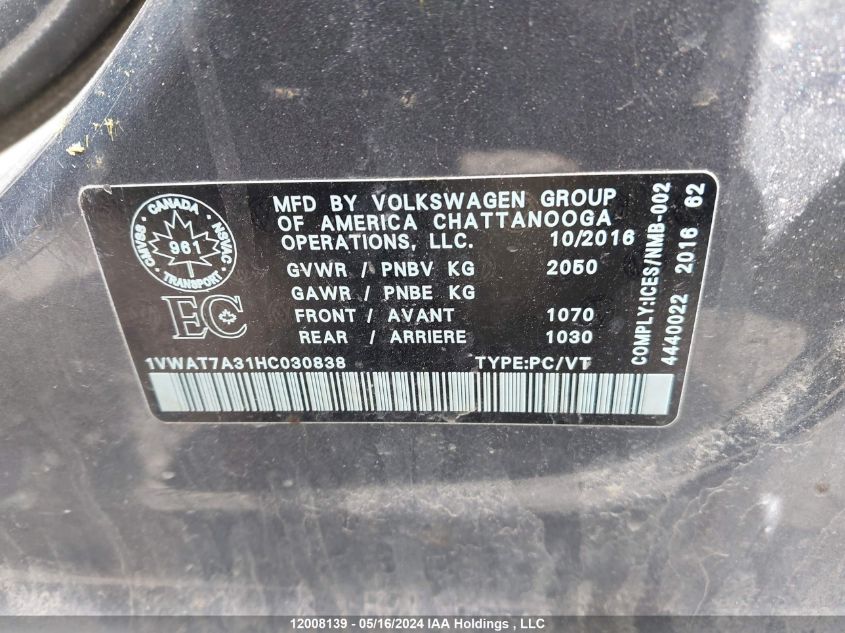 CANADA
CMVSS
NSVAC
961
TRANSPORT
EC
MFD BY VOLKSWAGEN GROUP
OF AMERICA CHATTANOOGA
OPERATIONS, LLC. 10/2016
GVWR / PNBV KG 2050
GAWR / PNBE KG
FRONT / AVANT 1070
REAR / ARRIERE 1030
1VWAT7A31HC030838 TYPE:PC/VT
COMPLY:ICES/NMB-002
4440022 2016 62
12008139 - 05/16/2024 IAA Holdings , LLC